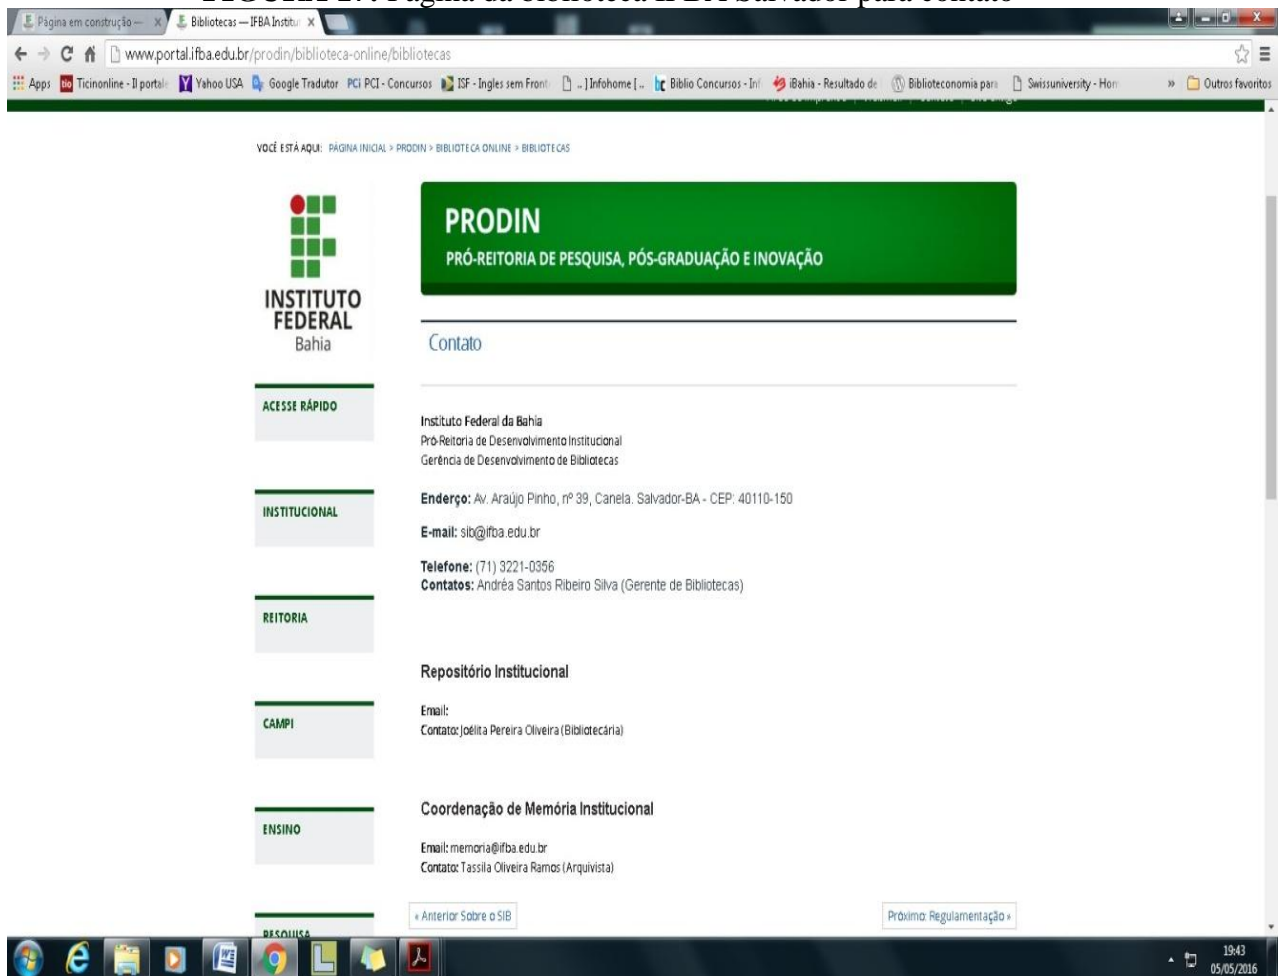 Página da biblioteca IFBA Salvador para contato
Página em construção —
Bibliotecas — IFBA Institu
www.portal.ifba.edu.br/prodin/biblioteca-online/bibliotecas
Apps Ticinonline - Il portale Yahoo USA Google Tradutor PCi PCI - Concursos ISF - Ingles sem Front ..] Infohome [.. Biblio Concursos - Inf iBahia - Resultado de Biblioteconomia para Swissuniversity - Hom » Outros favoritos
VOCÊ ESTÁ AQUI: PÁGINA INICIAL > PRODIN > BIBLIOTECA ONLINE > BIBLIOTECAS
PRODIN
PRÓ-REITORIA DE PESQUISA, PÓS-GRADUAÇÃO E INOVAÇÃO
INSTITUTO
FEDERAL
Bahia
Contato
ACESSE RÁPIDO
INSTITUCIONAL
REITORIA
CAMPI
ENSINO
PESQUISA
Instituto Federal da Bahia
Pró-Reitoria de Desenvolvimento Institucional
Gerência de Desenvolvimento de Bibliotecas
Enderço: Av. Araújo Pinho, nº 39, Canela. Salvador-BA - CEP: 40110-150
E-mail: sib@ifba.edu.br
Telefone: (71) 3221-0356
Contatos: Andréa Santos Ribeiro Silva (Gerente de Bibliotecas)
Repositório Institucional
Email:
Contato: Joélita Pereira Oliveira (Bibliotecária)
Coordenação de Memória Institucional
Email: memoria@ifba.edu.br
Contato: Tassila Oliveira Ramos (Arquivista)
« Anterior Sobre o SIB
Próximo: Regulamentação »
19:43
05/05/2016